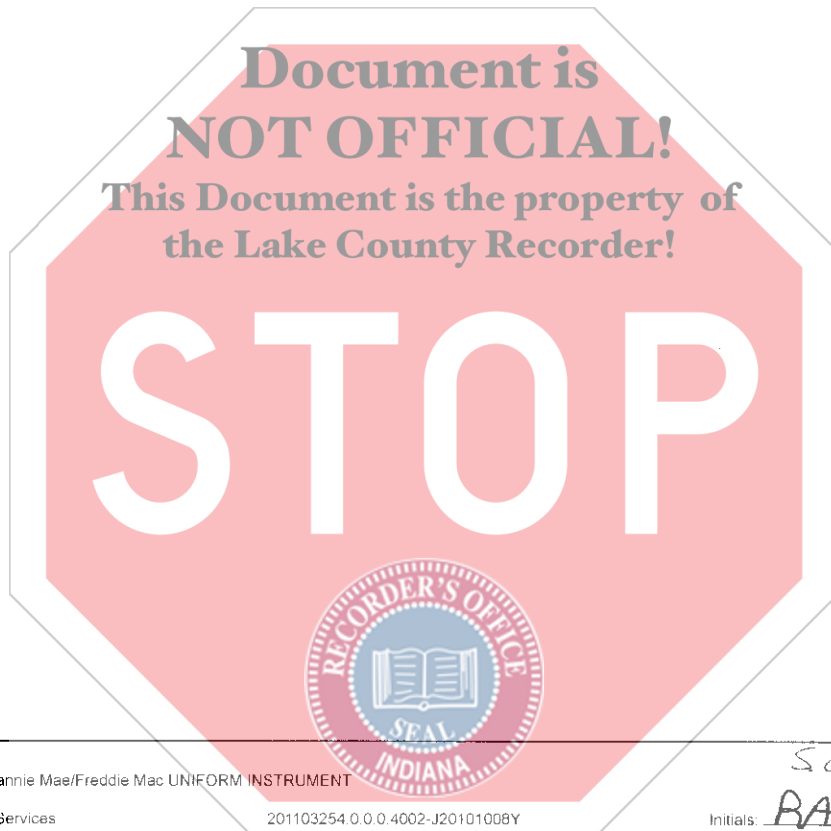 Document is
NOT OFFICIAL!
This Document is the property of
the Lake County Recorder!
STOP
RECORDER'S OFFICE
SEAL
INDIANA
annie Mae/Freddie Mac UNIFORM INSTRUMENT
Services 201103254.0.0.0.4002-J20101008Y Initials: RA